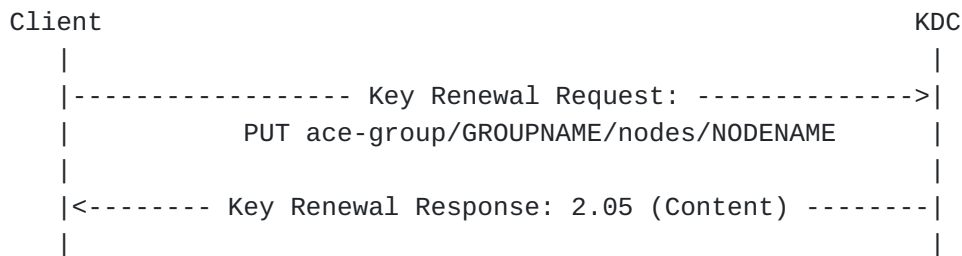 Client KDC
| |
|------------------ Key Renewal Request: -------------->|
| PUT ace-group/GROUPNAME/nodes/NODENAME |
| |
|<-------- Key Renewal Response: 2.05 (Content) --------|
| |